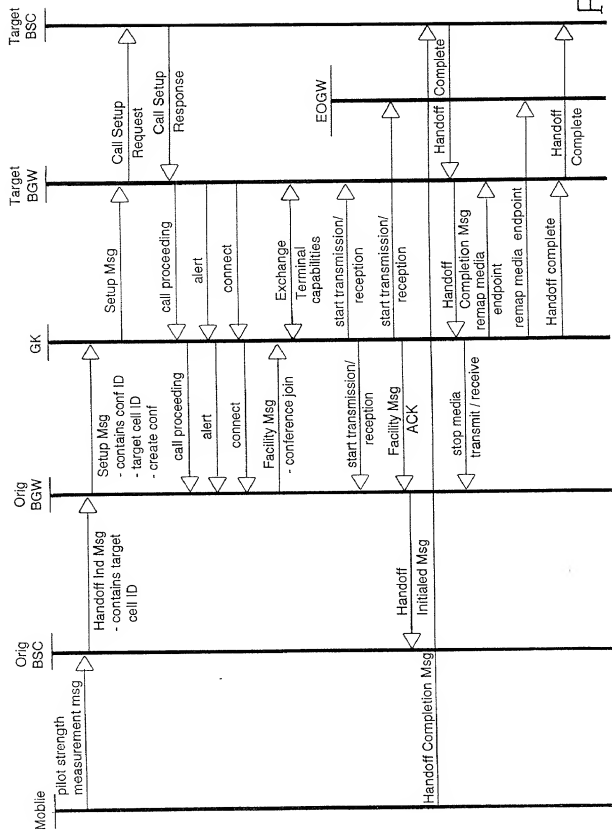 Moblie
Orig
BSC
Orig
BGW
GK
Target
BGW
EOGW
Target
BSC
pilot strength
measurement msg
Handoff Ind Msg
- contains target
cell ID
Setup Msg
- contains conf ID
- target cell ID
- create conf
Setup Msg
Call Setup
Request
Call Setup
Response
call proceeding
call proceeding
alert
alert
connect
connect
Facility Msg
- conference join
Exchange
Terminal
capabilities
start transmission/
reception
start transmission/
reception
start transmission/
reception
Facility Msg
ACK
Handoff
Initialed Msg
Handoff Completion Msg
Handoff Complete
Handoff
Completion Msg
stop media
transmit / receive
remap media
endpoint
remap media endpoint
Handoff complete
Handoff
Complete